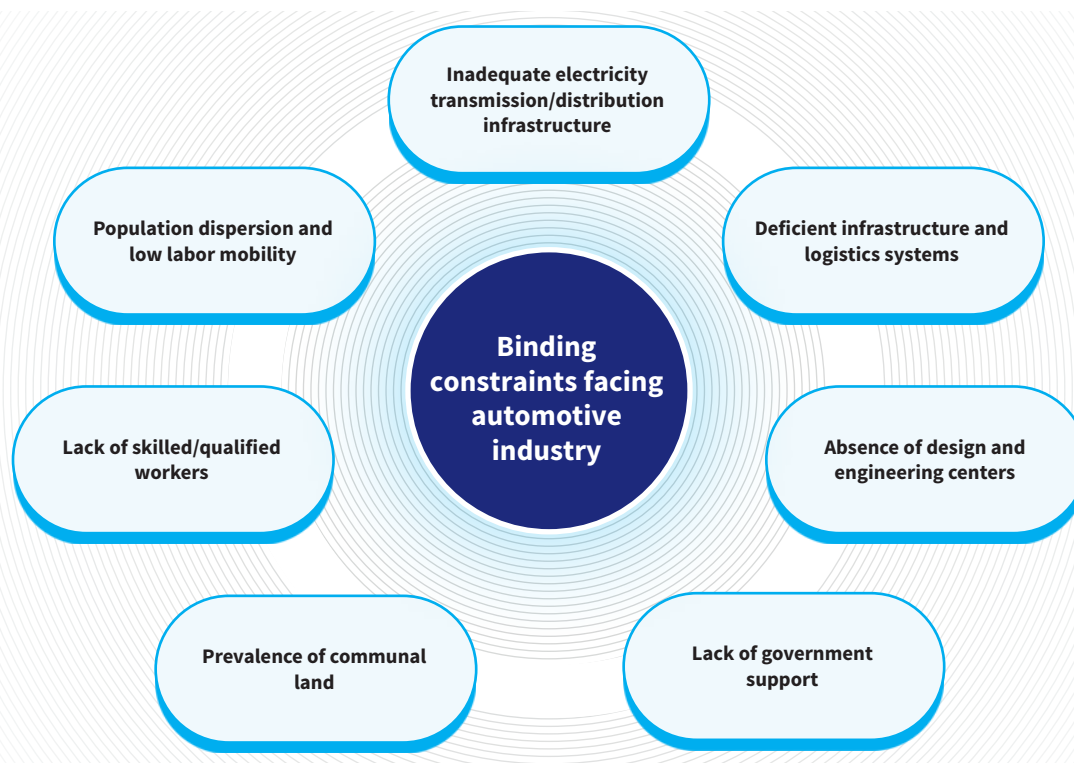 Inadequate electricity
transmission/distribution
infrastructure
Population dispersion and
low labor mobility
Deficient infrastructure and
logistics systems
Binding
constraints facing
automotive
industry
Lack of skilled/qualified
workers
Absence of design and
engineering centers
Prevalence of communal
land
Lack of government
support